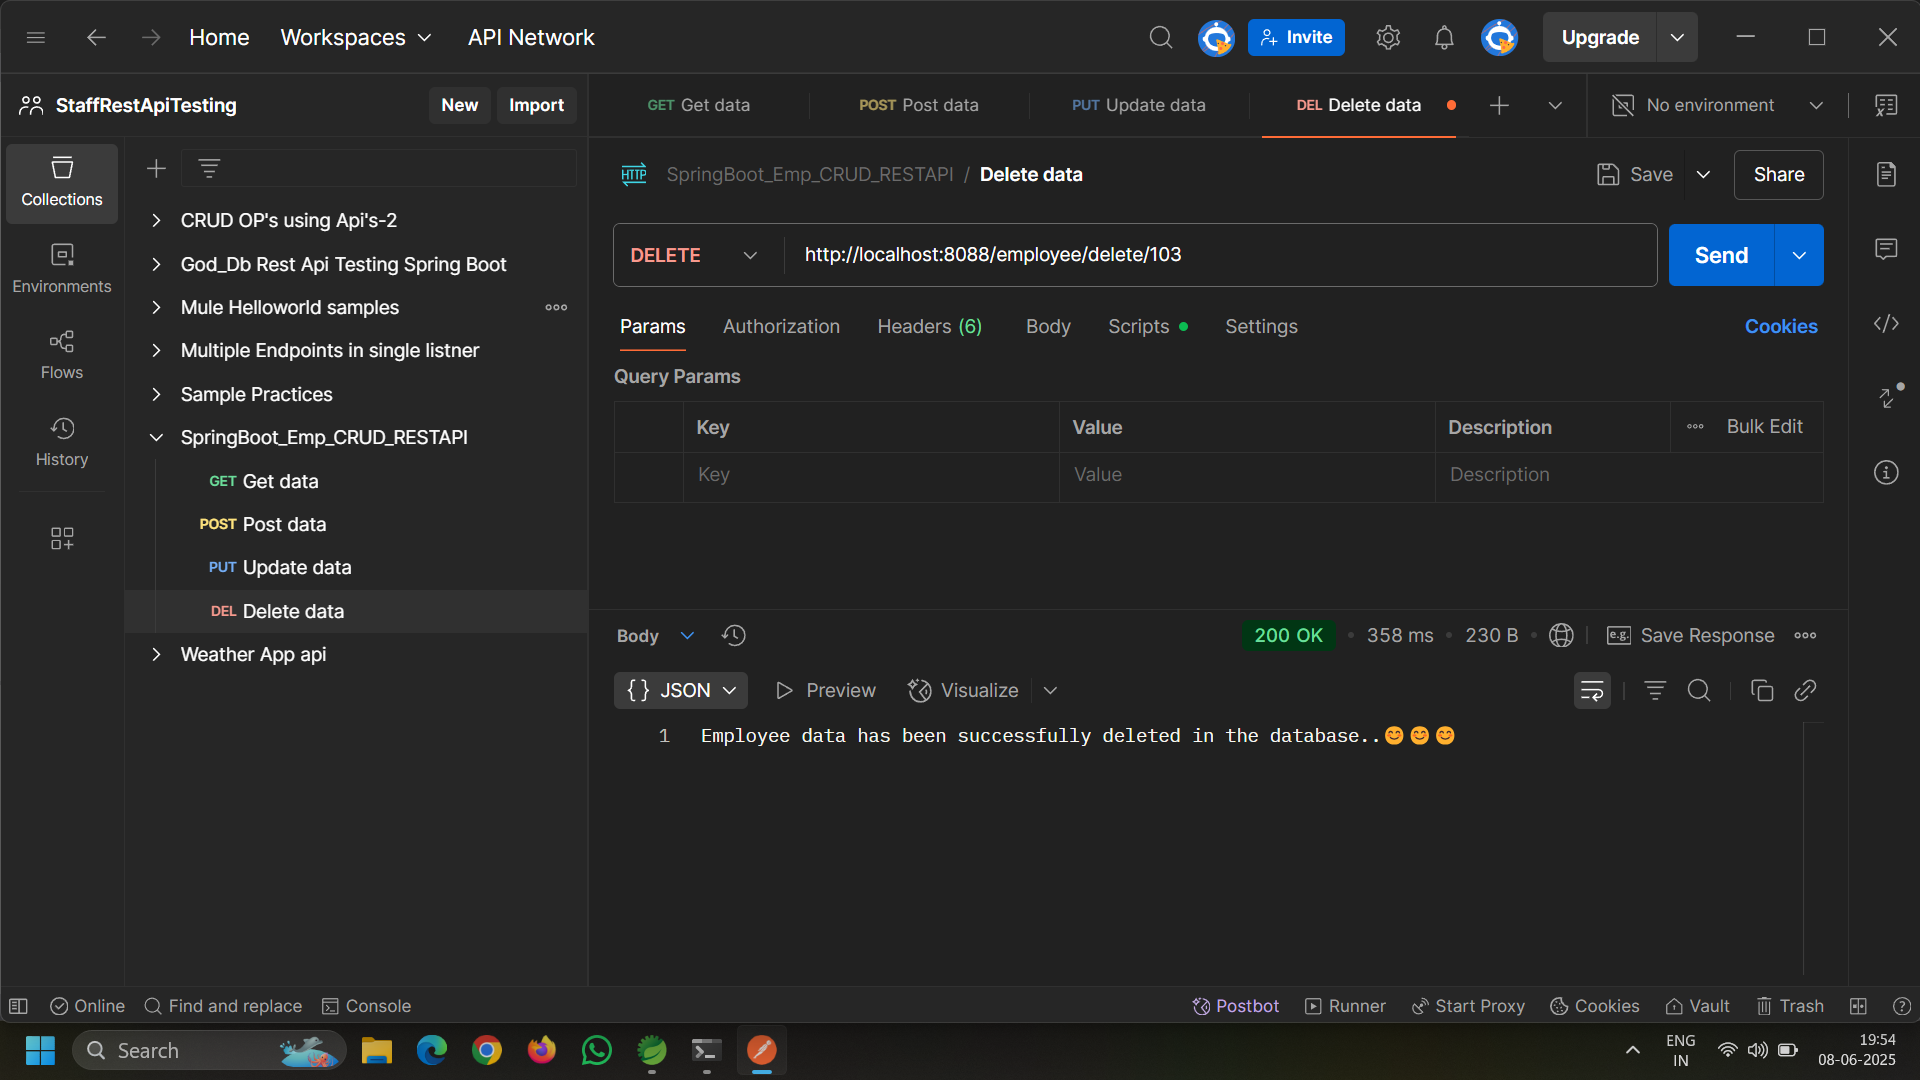 Home Workspaces API Network Invite Upgrade
StaffRestApiTesting New Import
GET Get data POST Post data PUT Update data DEL Delete data No environment
Collections
Environments
Flows
History
CRUD OP's using Api's-2
God_Db Rest Api Testing Spring Boot
Mule Helloworld samples
Multiple Endpoints in single listner
Sample Practices
SpringBoot_Emp_CRUD_RESTAPI
GET Get data
POST Post data
PUT Update data
DEL Delete data
Weather App api
HTTP SpringBoot_Emp_CRUD_RESTAPI / Delete data Save Share
DELETE http://localhost:8088/employee/delete/103 Send
Params Authorization Headers (6) Body Scripts Settings Cookies
Query Params
Key Value Description Bulk Edit
Key Value Description
Body 200 OK 358 ms 230 B e.g. Save Response
{} JSON Preview Visualize
1 Employee data has been successfully deleted in the database..😊😊😊
Online Find and replace Console Postbot Runner Start Proxy Cookies Vault Trash
Search
ENG
IN
19:54
08-06-2025